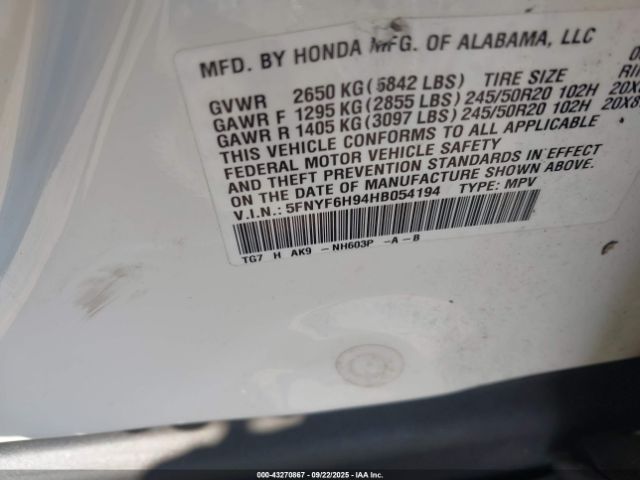 MFD. BY HONDA MFG. OF ALABAMA, LLC
GVWR 2650 KG(5842 LBS) TIRE SIZE
GAWR F 1295 KG(2855 LBS)245/50R20 102H
GAWR R 1405 KG(3097 LBS)245/50R20 102H
THIS VEHICLE CONFORMS TO ALL APPLICABLE
FEDERAL MOTOR VEHICLE SAFETY
AND THEFT PREVENTION STANDARDS IN EFFECT
ON THE DATE OF MANUFACTURE SHOWN ABOVE.
V.I.N.: 5FNYF6H94HB054194 TYPE: MPV
TG7 H AK9 -NH603P -A-B
000-43270867 - 09/22/2025 - IAA Inc.